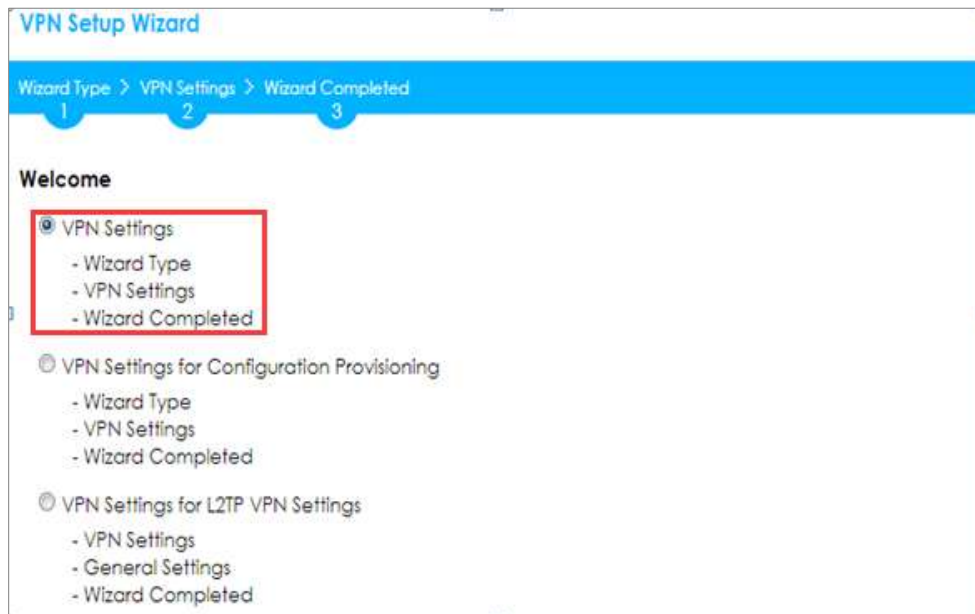 VPN Setup Wizard
Wizard Type > VPN Settings > Wizard Completed
1 2 3
Welcome
VPN Settings
- Wizard Type
- VPN Settings
- Wizard Completed
VPN Settings for Configuration Provisioning
- Wizard Type
- VPN Settings
- Wizard Completed
VPN Settings for L2TP VPN Settings
- VPN Settings
- General Settings
- Wizard Completed